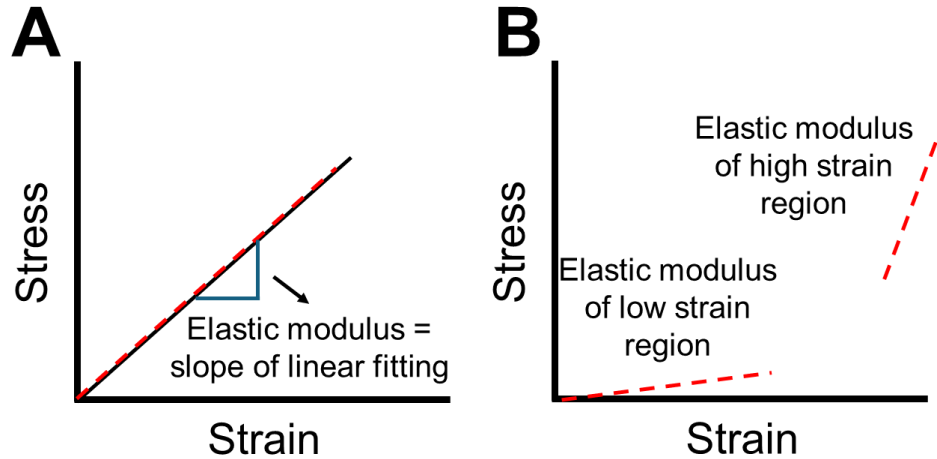 A
Stress
Elastic modulus =
slope of linear fitting
Strain
B
Stress
Elastic modulus
of high strain
region
Elastic modulus
of low strain
region
Strain